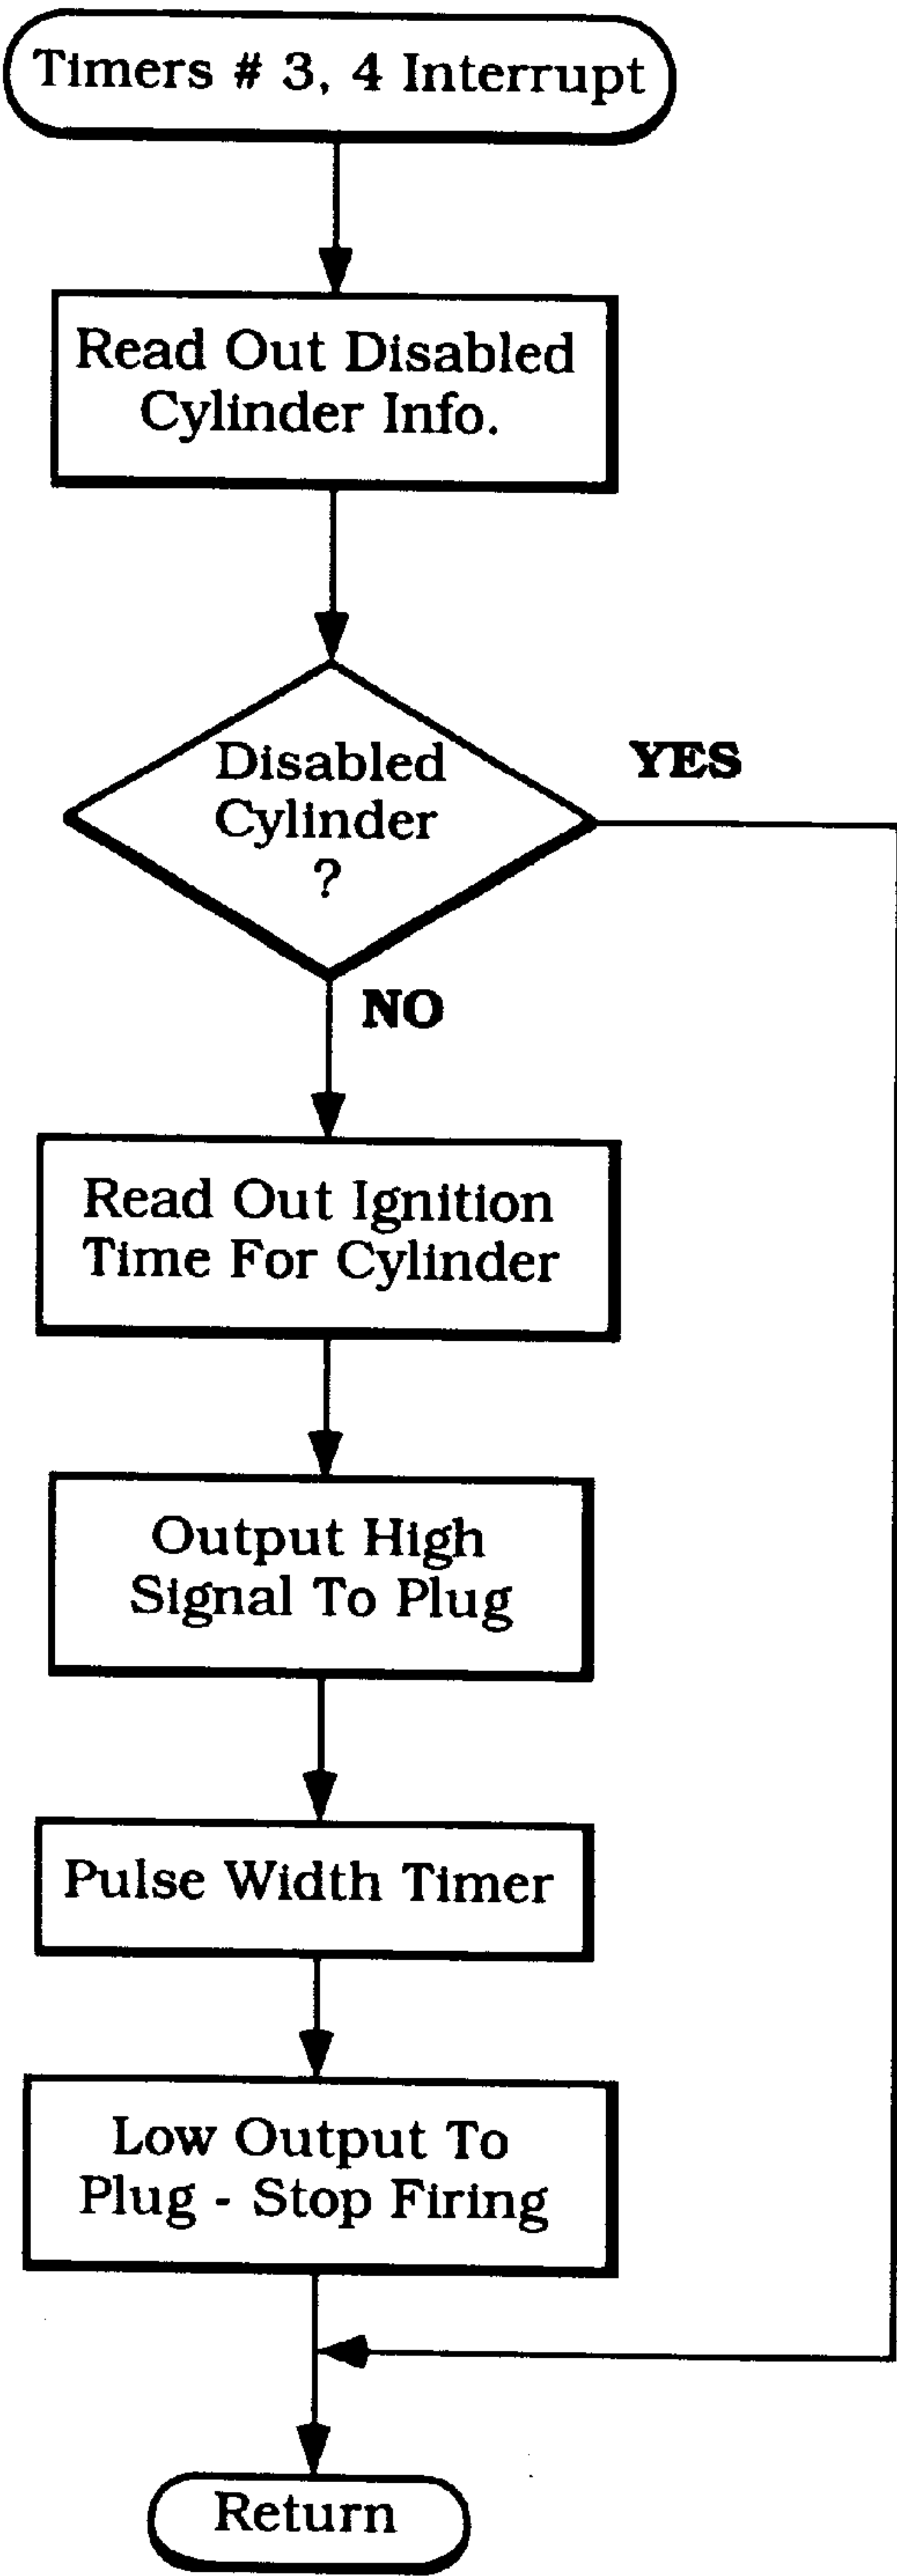 Timers # 3, 4 Interrupt
Read Out Disabled
Cylinder Info.
Disabled
Cylinder
?
YES
NO
Read Out Ignition
Time For Cylinder
Output High
Signal To Plug
Pulse Width Timer
Low Output To
Plug - Stop Firing
Return